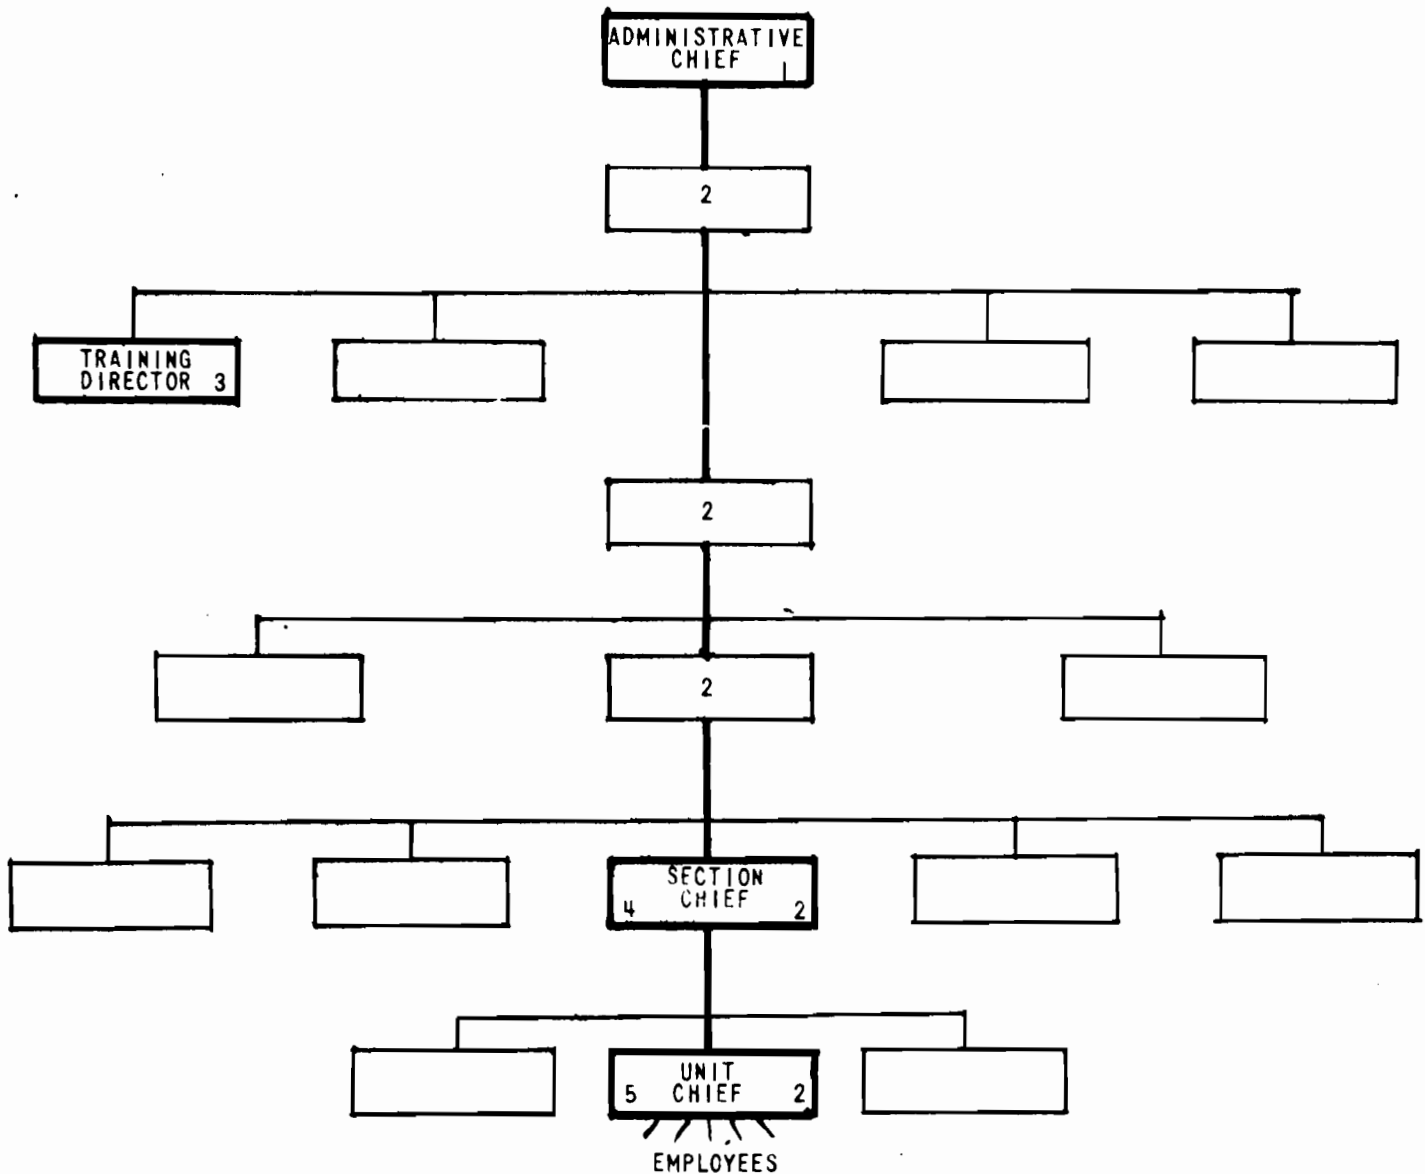 ADMINISTRATIVE
CHIEF 1
2
TRAINING
DIRECTOR 3
2
2
SECTION
4 CHIEF 2
UNIT
5 CHIEF 2
EMPLOYEES